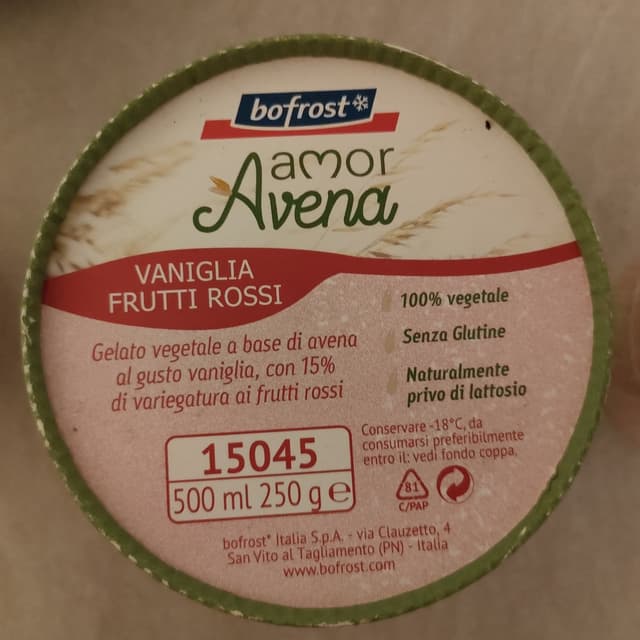 bofrost*
amor
Avena
VANIGLIA
FRUTTI ROSSI
Gelato vegetale a base di avena
al gusto vaniglia, con 15%
di variegatura ai frutti rossi
100% vegetale
Senza Glutine
Naturalmente
privo di lattosio
15045
500 ml 250 g e
Conservare -18°C, da
consumarsi preferibilmente
entro il: vedi fondo coppa.
81
C/PAP
bofrost* Italia S.p.A. - via Clauzetto, 4
San Vito al Tagliamento (PN) - Italia
www.bofrost.com